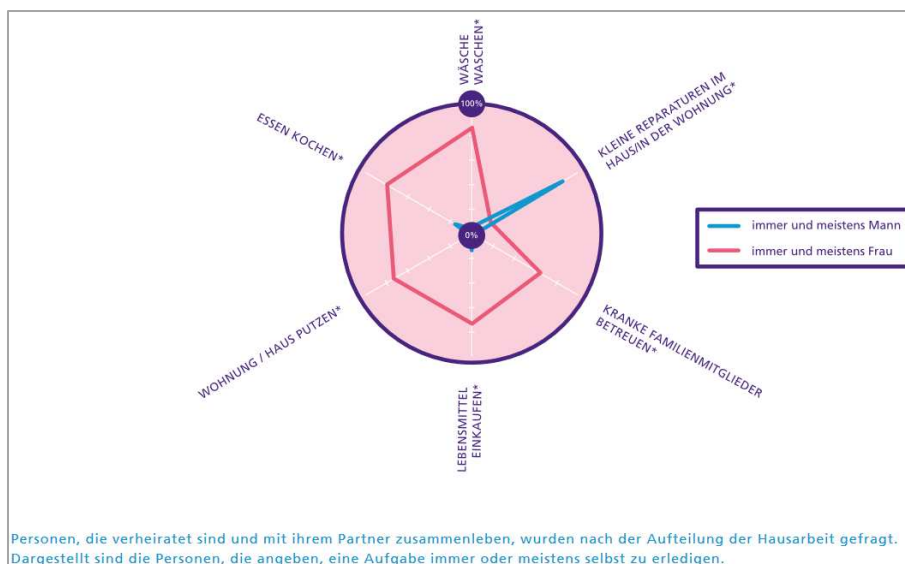 WÄSCHE
WASCHEN*
100%
KLEINE REPARATUREN IM
HAUS/IN DER WOHNUNG*
ESSEN KOCHEN*
0%
immer und meistens Mann
immer und meistens Frau
WOHNUNG / HAUS PUTZEN*
KRANKE FAMILIENMITGLIEDER
BETREUEN*
LEBENSMITTEL
EINKAUFEN*
Personen, die verheiratet sind und mit ihrem Partner zusammenleben, wurden nach der Aufteilung der Hausarbeit gefragt.
Dargestellt sind die Personen, die angeben, eine Aufgabe immer oder meistens selbst zu erledigen.